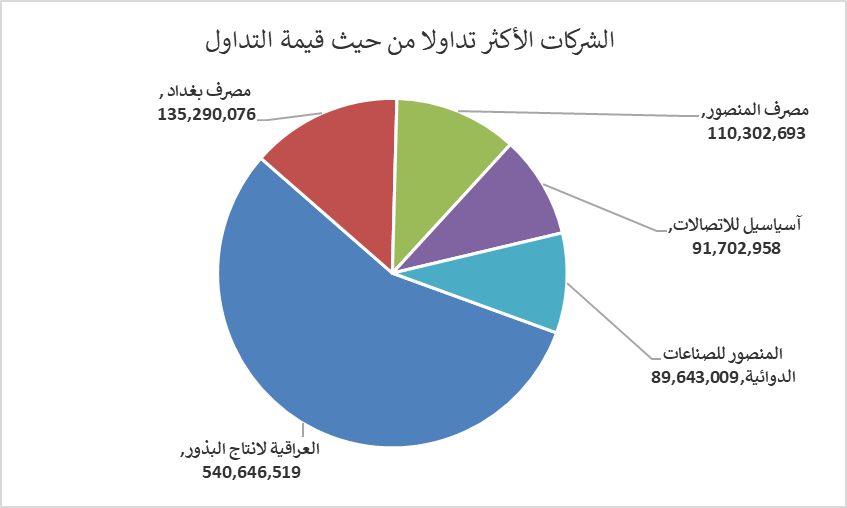 الشركات الأكثر تداولا من حيث قيمة التداول
مصرف المنصور,
110,302,693
آسياسيل للاتصالات,
91,702,958
المنصور للصناعات
الدوائية, 89,643,009
العراقية لانتاج البذور,
540,646,519
مصرف بغداد ,
135,290,076